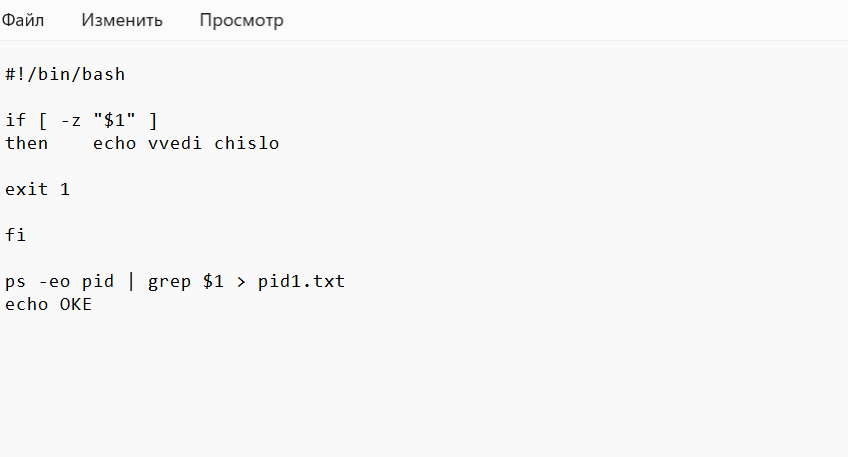 Файл Изменить Просмотр
#!/bin/bash
if [ -z "$1" ]
then    echo vvedi chislo
exit 1
fi
ps -eo pid | grep $1 > pid1.txt
echo OKE